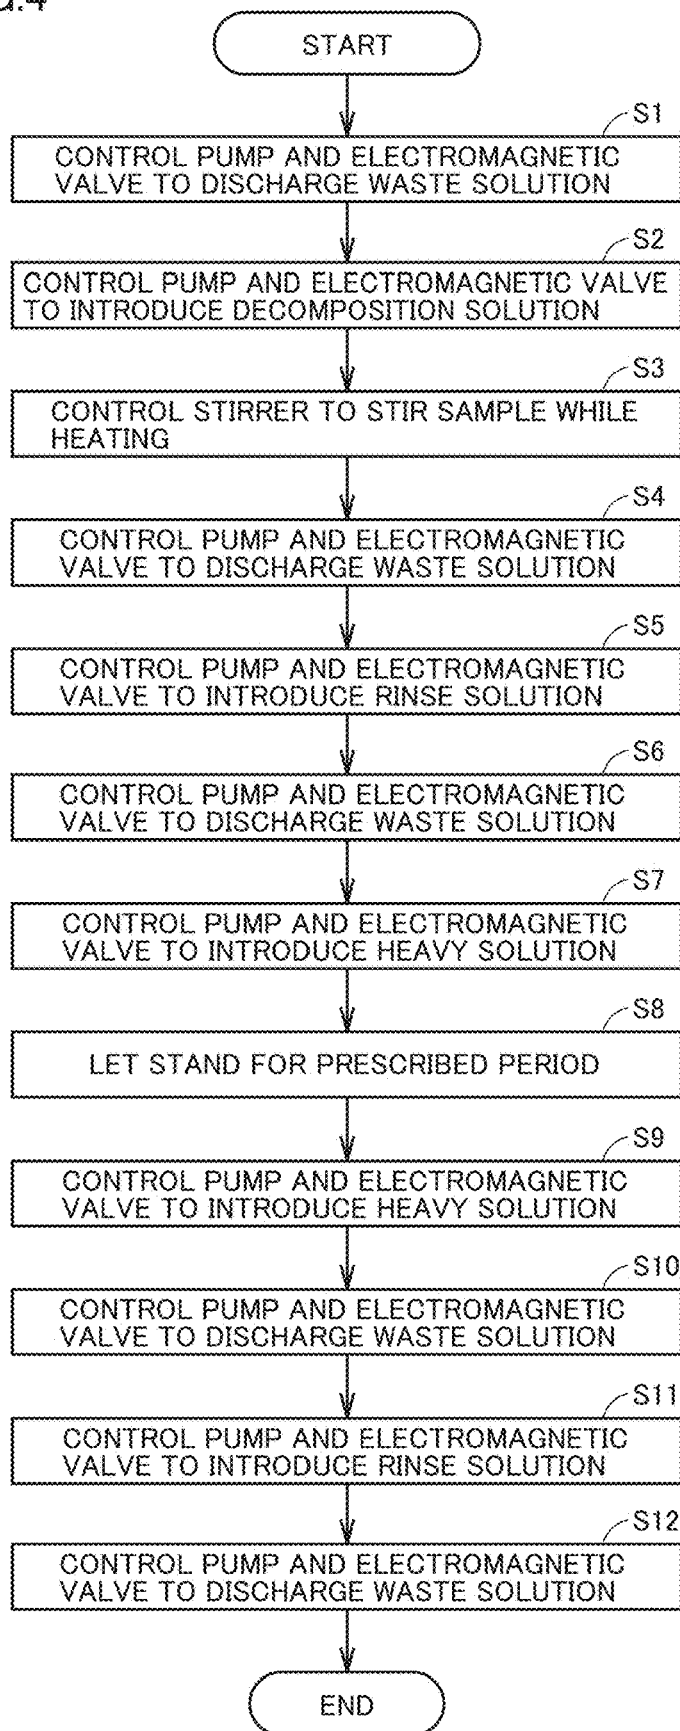 START
S1
CONTROL PUMP AND ELECTROMAGNETIC
VALVE TO DISCHARGE WASTE SOLUTION
S2
CONTROL PUMP AND ELECTROMAGNETIC VALVE
TO INTRODUCE DECOMPOSITION SOLUTION
S3
CONTROL STIRRER TO STIR SAMPLE WHILE
HEATING
S4
CONTROL PUMP AND ELECTROMAGNETIC
VALVE TO DISCHARGE WASTE SOLUTION
S5
CONTROL PUMP AND ELECTROMAGNETIC
VALVE TO INTRODUCE RINSE SOLUTION
S6
CONTROL PUMP AND ELECTROMAGNETIC
VALVE TO DISCHARGE WASTE SOLUTION
S7
CONTROL PUMP AND ELECTROMAGNETIC
VALVE TO INTRODUCE HEAVY SOLUTION
S8
LET STAND FOR PRESCRIBED PERIOD
S9
CONTROL PUMP AND ELECTROMAGNETIC
VALVE TO INTRODUCE HEAVY SOLUTION
S10
CONTROL PUMP AND ELECTROMAGNETIC
VALVE TO DISCHARGE WASTE SOLUTION
S11
CONTROL PUMP AND ELECTROMAGNETIC
VALVE TO INTRODUCE RINSE SOLUTION
S12
CONTROL PUMP AND ELECTROMAGNETIC
VALVE TO DISCHARGE WASTE SOLUTION
END